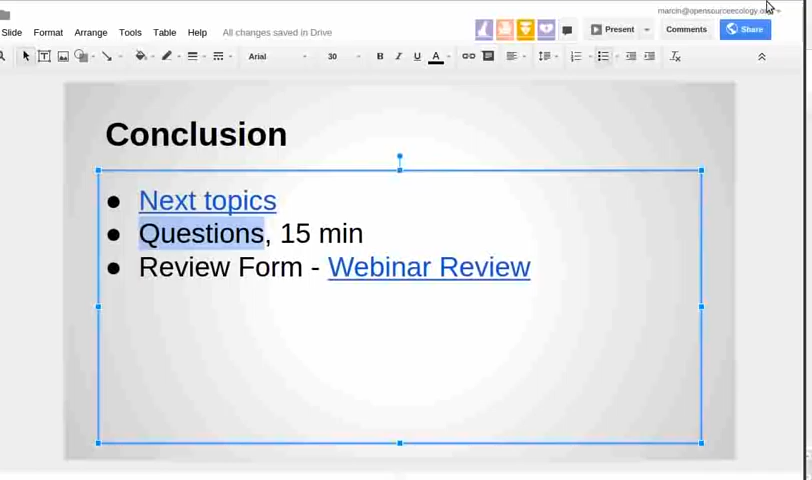 marcin@opensourceecology.org
Slide Format Arrange Tools Table Help All changes saved in Drive
Present Comments Share
Arial 30 B I U A
Conclusion
● Next topics
● Questions, 15 min
● Review Form - Webinar Review